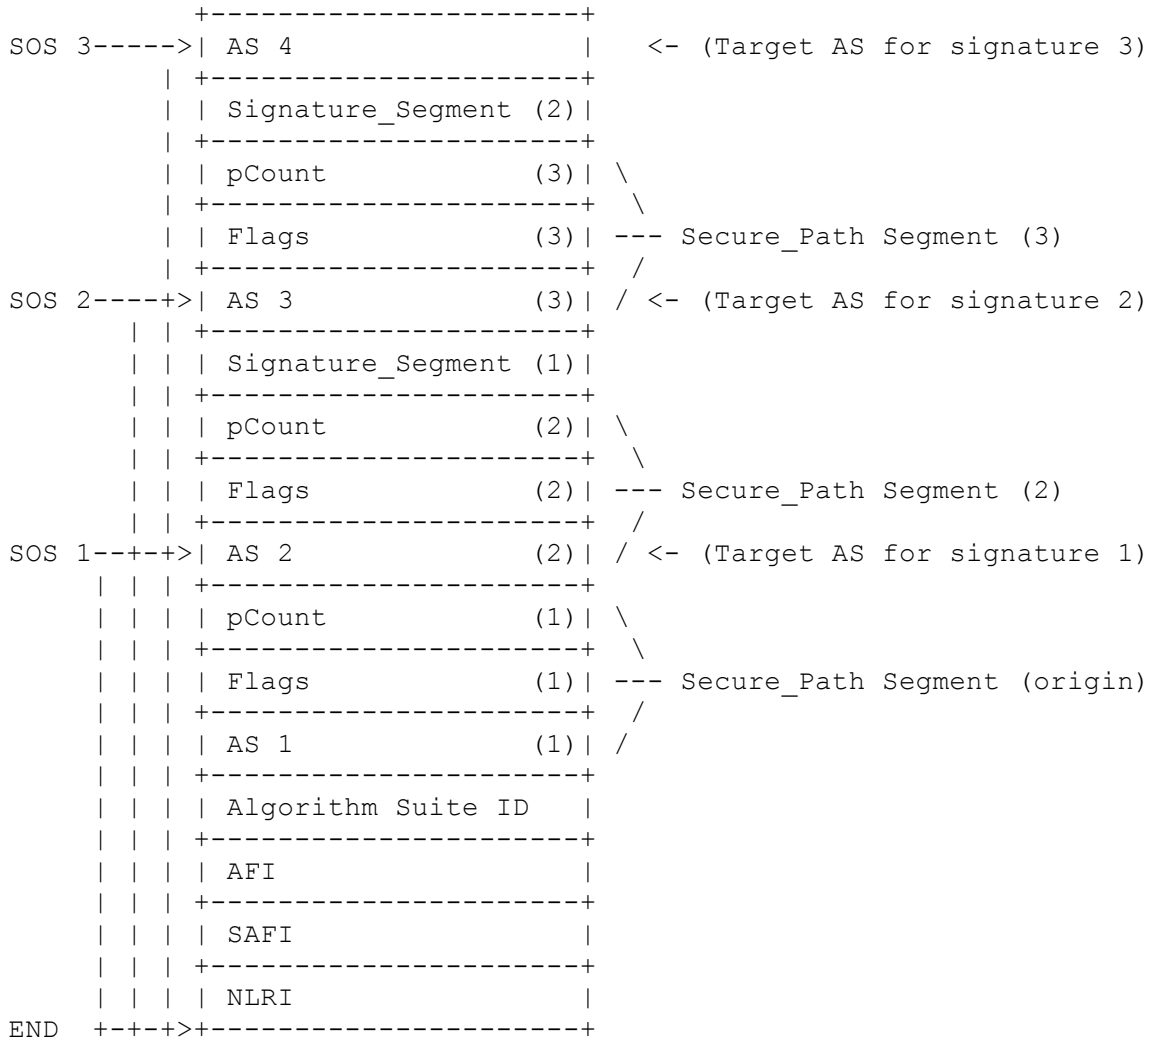 +----------------------+
SOS 3----->| AS 4                 |   <- (Target AS for signature 3)
         | +----------------------+
         | | Signature_Segment (2)|
         | +----------------------+
         | | pCount            (3)| \
         | +----------------------+  \
         | | Flags             (3)| --- Secure_Path Segment (3)
         | +----------------------+  /
SOS 2----+>| AS 3              (3)| / <- (Target AS for signature 2)
       | | +----------------------+
       | | | Signature_Segment (1)|
       | | +----------------------+
       | | | pCount            (2)| \
       | | +----------------------+  \
       | | | Flags             (2)| --- Secure_Path Segment (2)
       | | +----------------------+  /
SOS 1--+-+>| AS 2              (2)| / <- (Target AS for signature 1)
     | | | +----------------------+
     | | | | pCount            (1)| \
     | | | +----------------------+  \
     | | | | Flags             (1)| --- Secure_Path Segment (origin)
     | | | +----------------------+  /
     | | | | AS 1              (1)| /
     | | | +----------------------+
     | | | | Algorithm Suite ID   |
     | | | +----------------------+
     | | | | AFI                  |
     | | | +----------------------+
     | | | | SAFI                 |
     | | | +----------------------+
     | | | | NLRI                 |
END  +-+-+>+----------------------+